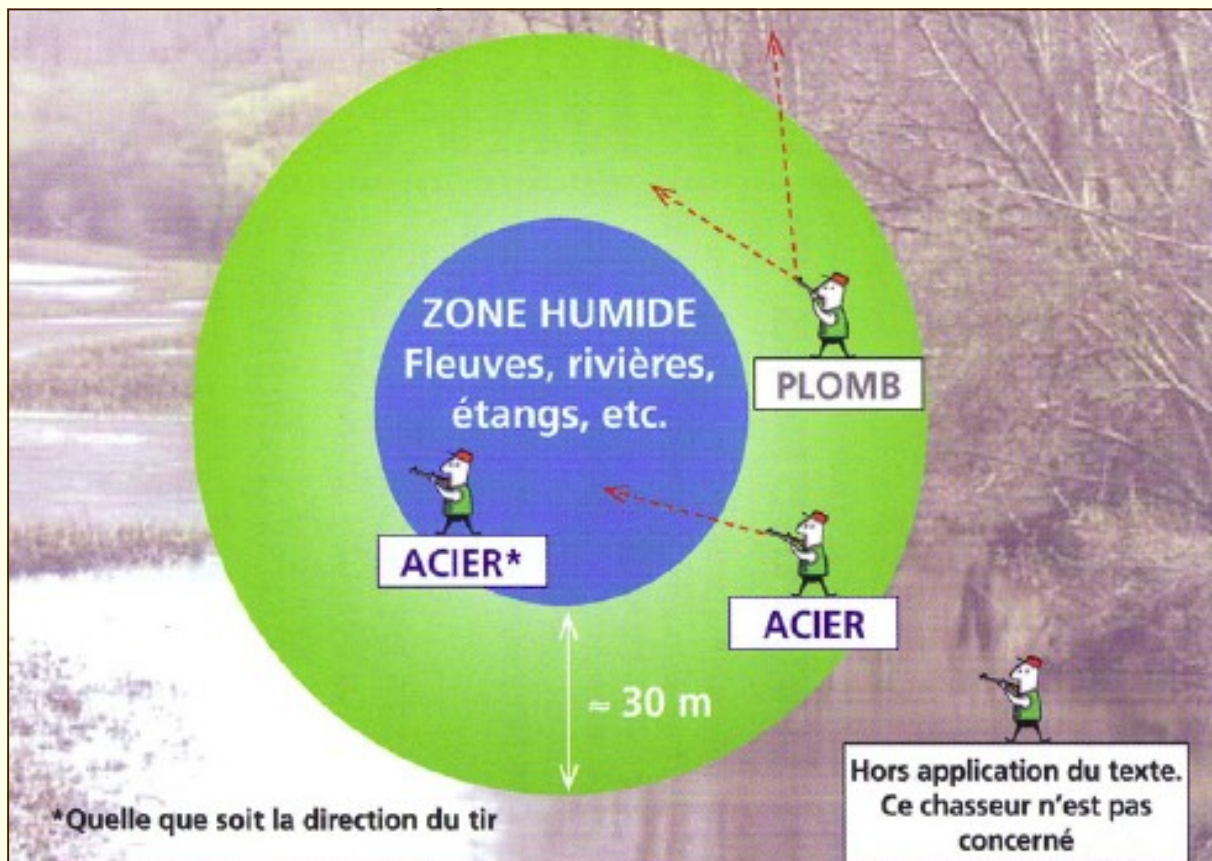 ZONE HUMIDE
Fleuves, rivières,
étangs, etc.
PLOMB
ACIER*
ACIER
≈ 30 m
Hors application du texte.
Ce chasseur n'est pas
concerné
*Quelle que soit la direction du tir